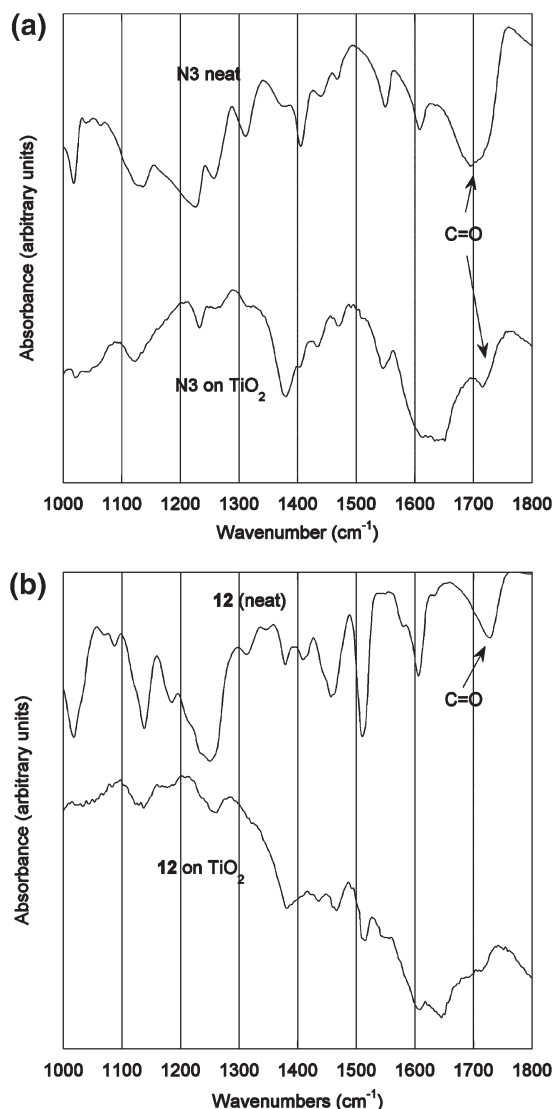 (a)
N3 neat
C=O
N3 on TiO₂
Absorbance (arbitrary units)
1000 1100 1200 1300 1400 1500 1600 1700 1800
Wavenumber (cm⁻¹)
(b)
12 (neat)
C=O
12 on TiO₂
Absorbance (arbitrary units)
1000 1100 1200 1300 1400 1500 1600 1700 1800
Wavenumbers (cm⁻¹)